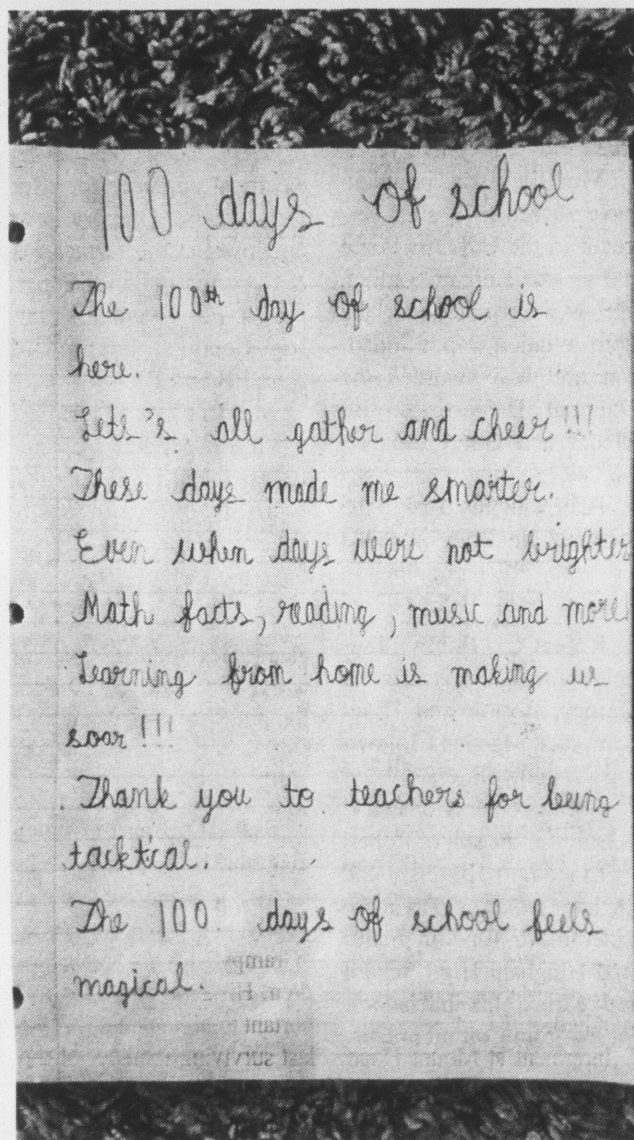 100 days of school
The 100th day of school is
here.
Lets's all gather and cheer!!!
These days made me smarter.
Even when days were not brighter
Math facts, reading, music and more
Learning from home is making us
soar!!!
Thank you to teachers for being
tacktcal.
The 100 days of school feels
magical.